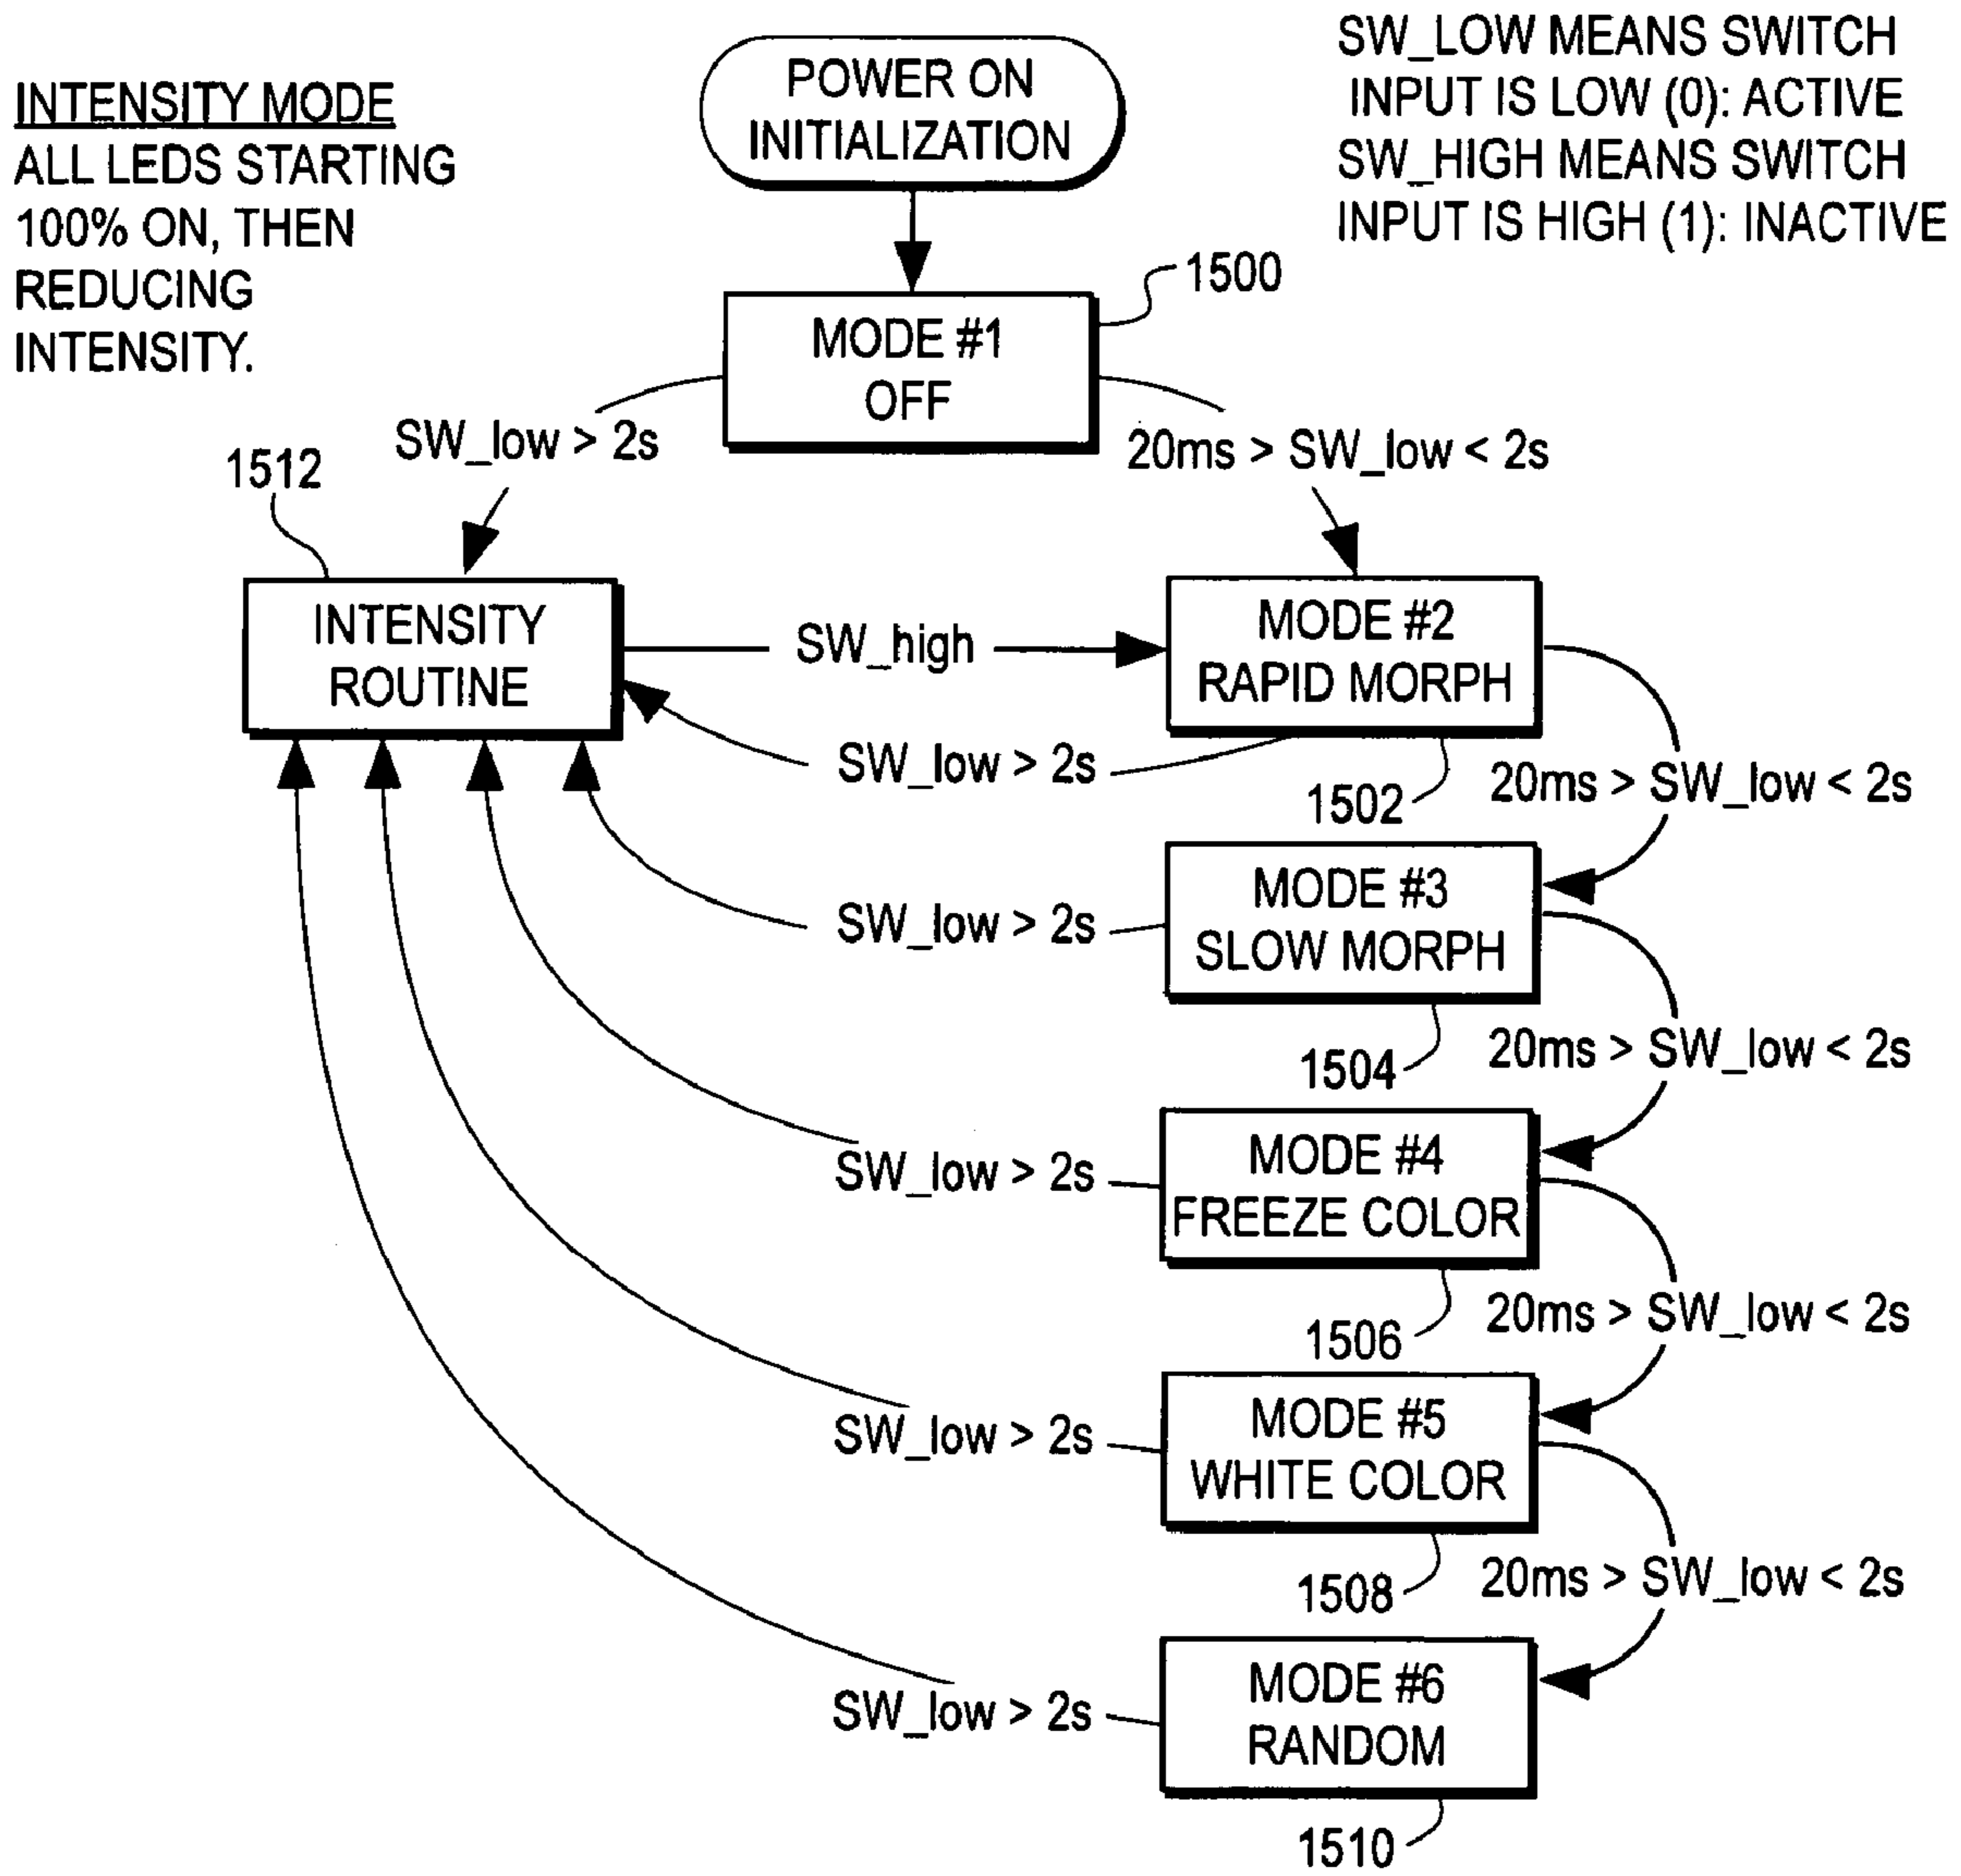 INTENSITY MODE
ALL LEDS STARTING
100% ON, THEN
REDUCING
INTENSITY.
POWER ON
INITIALIZATION
SW_LOW MEANS SWITCH
INPUT IS LOW (0): ACTIVE
SW_HIGH MEANS SWITCH
INPUT IS HIGH (1): INACTIVE
1500
MODE #1
OFF
SW_low > 2s
20ms > SW_low < 2s
1512
INTENSITY
ROUTINE
SW_high
MODE #2
RAPID MORPH
SW_low > 2s
1502
20ms > SW_low < 2s
MODE #3
SLOW MORPH
SW_low > 2s
1504
20ms > SW_low < 2s
MODE #4
FREEZE COLOR
SW_low > 2s
1506
20ms > SW_low < 2s
MODE #5
WHITE COLOR
SW_low > 2s
1508
20ms > SW_low < 2s
MODE #6
RANDOM
SW_low > 2s
1510